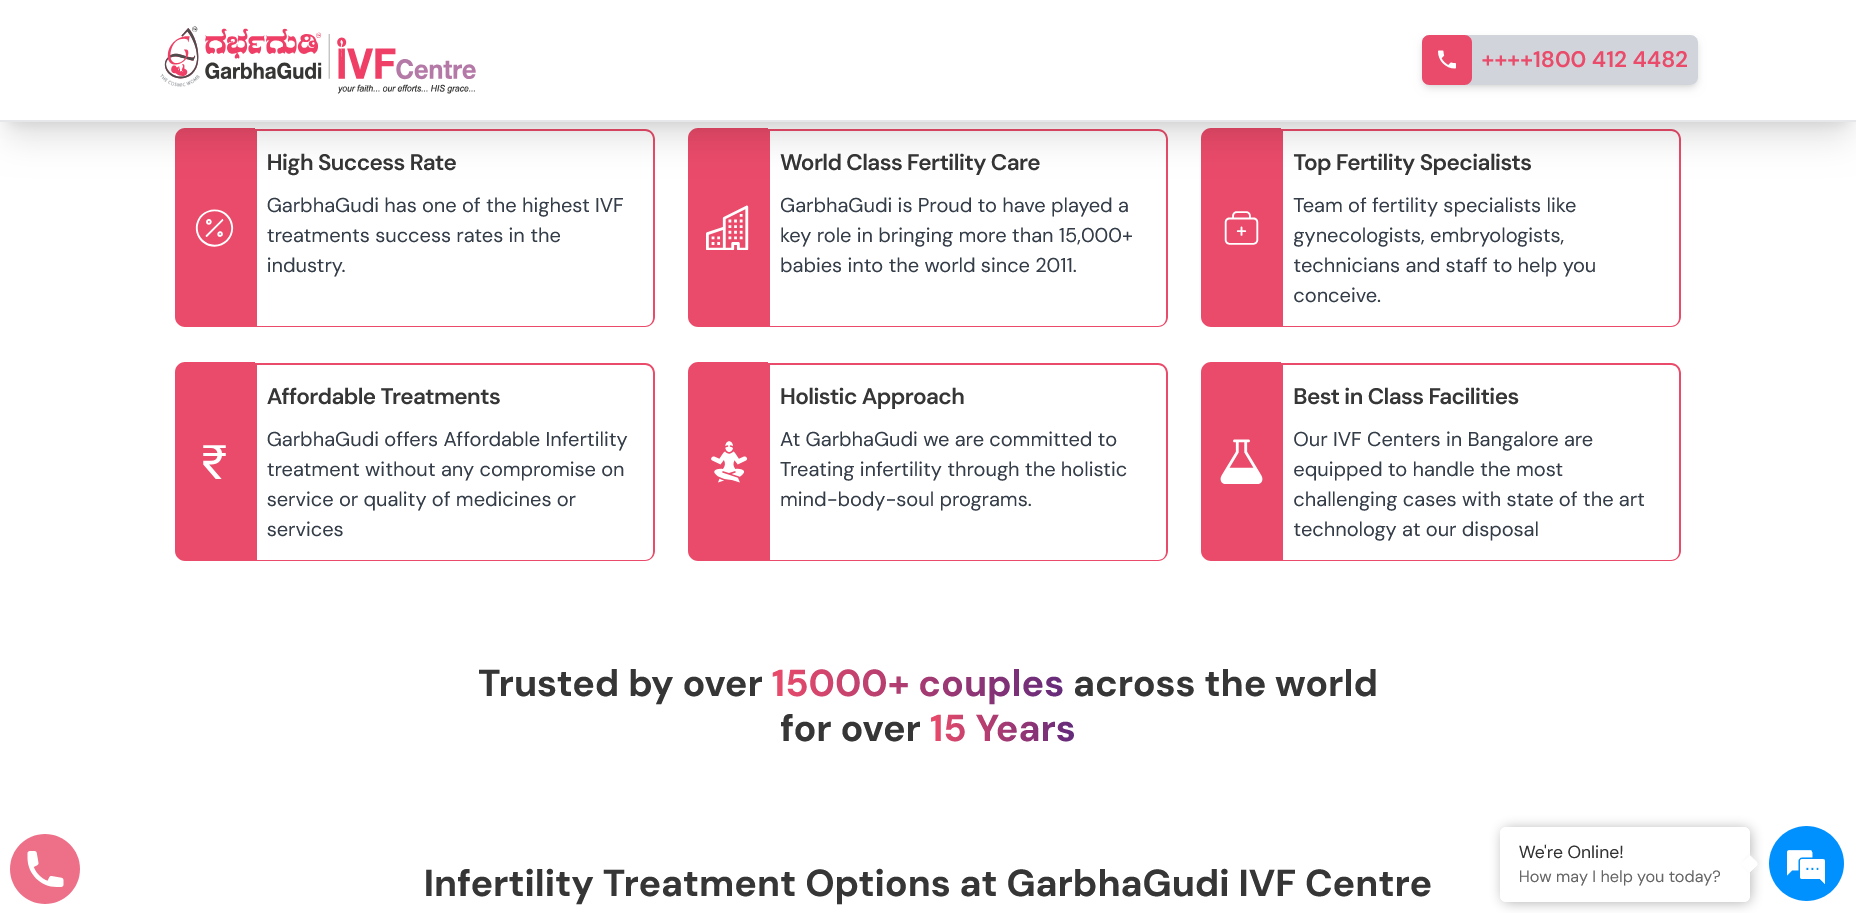 ಗರ್ಭಗುಡಿ
GarbhaGudi
IVF Centre
your faith... our efforts... HIS grace...
++++1800 412 4482
High Success Rate
GarbhaGudi has one of the highest IVF
treatments success rates in the
industry.
World Class Fertility Care
GarbhaGudi is Proud to have played a
key role in bringing more than 15,000+
babies into the world since 2011.
Top Fertility Specialists
Team of fertility specialists like
gynecologists, embryologists,
technicians and staff to help you
conceive.
Affordable Treatments
GarbhaGudi offers Affordable Infertility
treatment without any compromise on
service or quality of medicines or
services
Holistic Approach
At GarbhaGudi we are committed to
Treating infertility through the holistic
mind-body-soul programs.
Best in Class Facilities
Our IVF Centers in Bangalore are
equipped to handle the most
challenging cases with state of the art
technology at our disposal
Trusted by over 15000+ couples across the world
for over 15 Years
Infertility Treatment Options at GarbhaGudi IVF Centre
We're Online!
How may I help you today?